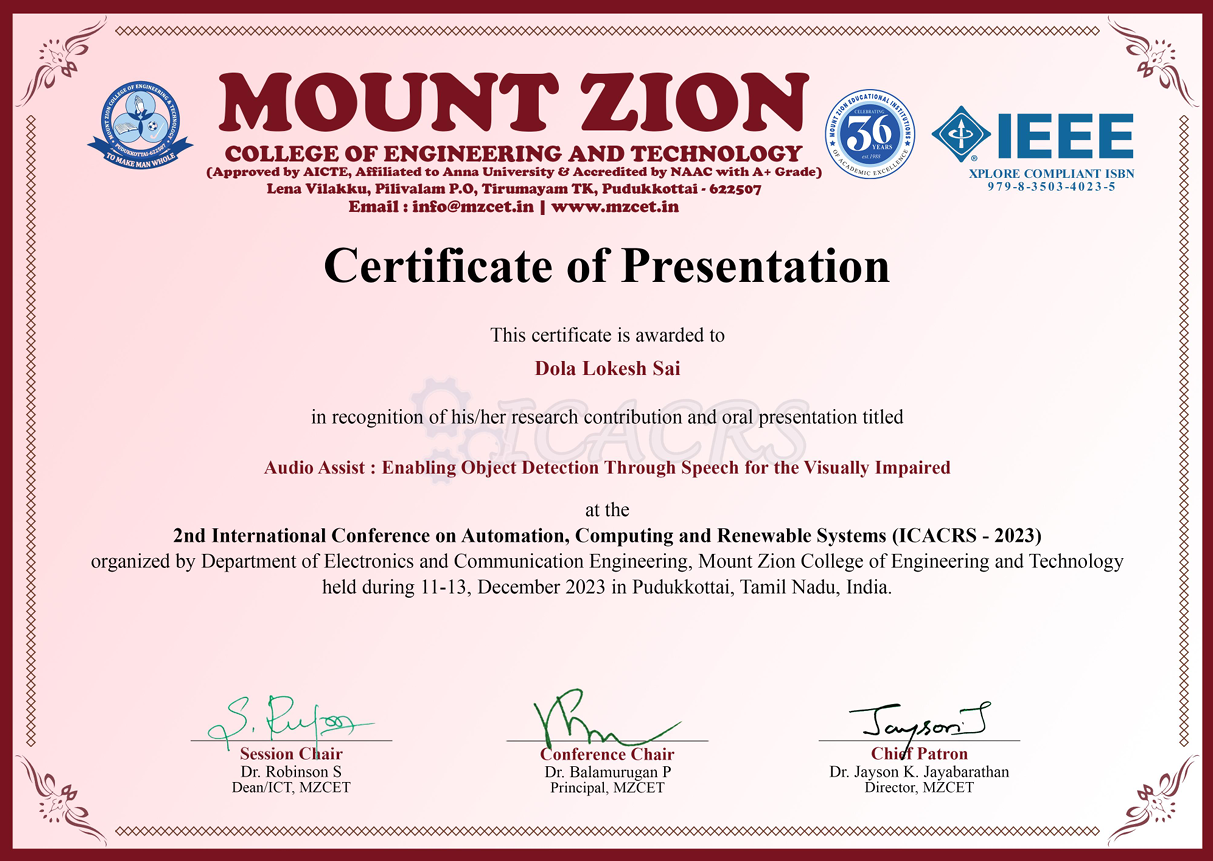 MOUNT ZION COLLEGE OF ENGINEERING & TECHNOLOGY
PUDUKKOTTAI-622507
TO MAKE MAN WHOLE
MOUNT ZION
COLLEGE OF ENGINEERING AND TECHNOLOGY
(Approved by AICTE, Affiliated to Anna University & Accredited by NAAC with A+ Grade)
Lena Vilakku, Pilivalam P.O, Tirumayam TK, Pudukkottai - 622507
Email : info@mzcet.in | www.mzcet.in
MOUNT ZION EDUCATIONAL INSTITUTIONS
CELEBRATING
36
YEARS
est.1988
OF ACADEMIC EXCELLENCE
IEEE
®
XPLORE COMPLIANT ISBN
979-8-3503-4023-5
Certificate of Presentation
This certificate is awarded to
Dola Lokesh Sai
ICACRS
in recognition of his/her research contribution and oral presentation titled
Audio Assist : Enabling Object Detection Through Speech for the Visually Impaired
at the
2nd International Conference on Automation, Computing and Renewable Systems (ICACRS - 2023)
organized by Department of Electronics and Communication Engineering, Mount Zion College of Engineering and Technology
held during 11-13, December 2023 in Pudukkottai, Tamil Nadu, India.
Jayson J
Session Chair
Dr. Robinson S
Dean/ICT, MZCET
Conference Chair
Dr. Balamurugan P
Principal, MZCET
Chief Patron
Dr. Jayson K. Jayabarathan
Director, MZCET